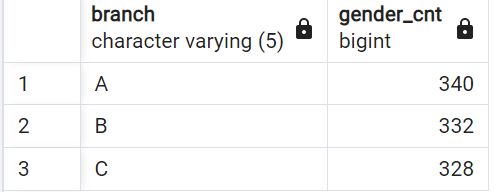 branch gender_cnt
character varying (5) bigint
1 A 340
2 B 332
3 C 328